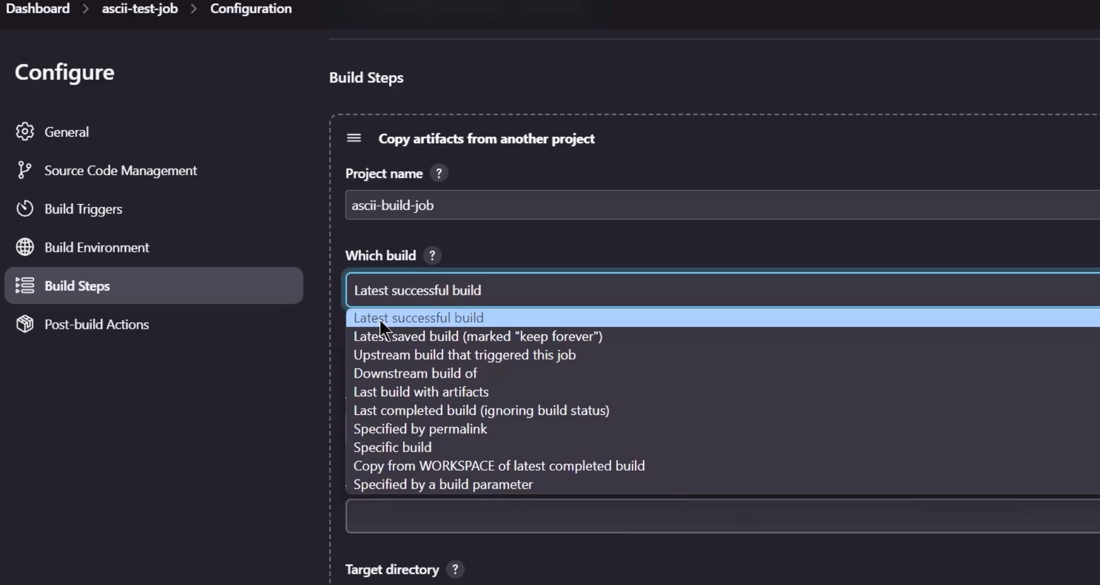 Dashboard > ascii-test-job > Configuration
Configure
General
Source Code Management
Build Triggers
Build Environment
Build Steps
Post-build Actions
Build Steps
Copy artifacts from another project
Project name ?
ascii-build-job
Which build ?
Latest successful build
Latest successful build
Latest saved build (marked "keep forever")
Upstream build that triggered this job
Downstream build of
Last build with artifacts
Last completed build (ignoring build status)
Specified by permalink
Specific build
Copy from WORKSPACE of latest completed build
Specified by a build parameter
Target directory ?